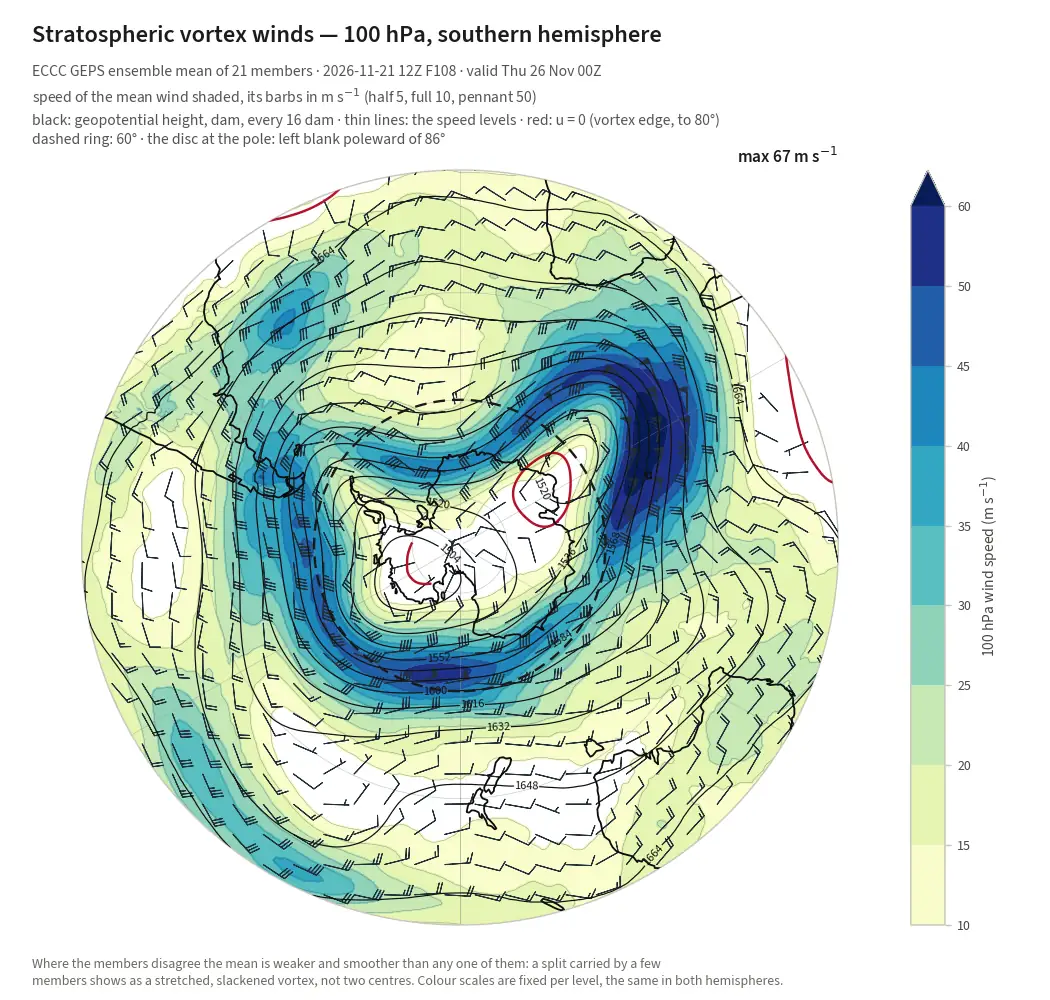 Stratospheric vortex winds — 100 hPa, southern hemisphere
ECCC GEPS ensemble mean of 21 members · 2026-11-21 12Z F108 · valid Thu 26 Nov 00Z
speed of the mean wind shaded, its barbs in m s⁻¹ (half 5, full 10, pennant 50)
black: geopotential height, dam, every 16 dam · thin lines: the speed levels · red: u = 0 (vortex edge, to 80°)
dashed ring: 60° · the disc at the pole: left blank poleward of 86°
max 67 m s⁻¹
60
50
45
40
35
30
25
20
15
10
100 hPa wind speed (m s⁻¹)
1664
1664
1520
1520
1504
1536
1568
1584
1552
1600
1616
1632
1648
1664
Where the members disagree the mean is weaker and smoother than any one of them: a split carried by a few
members shows as a stretched, slackened vortex, not two centres. Colour scales are fixed per level, the same in both hemispheres.